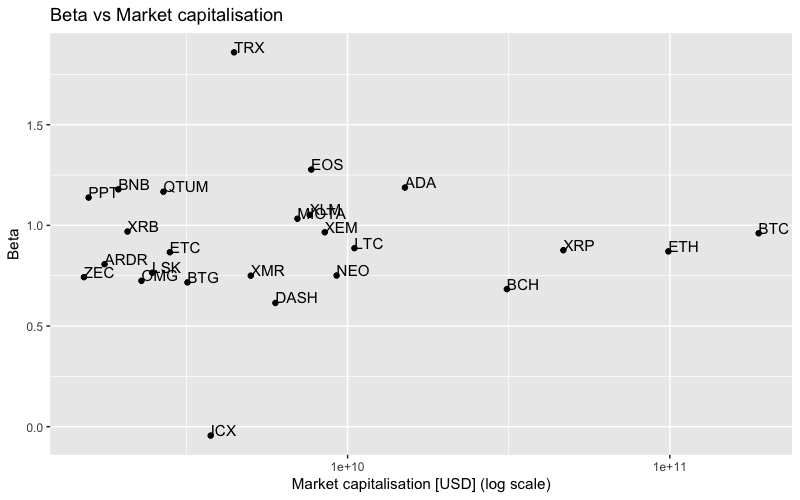 Beta vs Market capitalisation
TRX
1.5
EOS
ADA
BNB
QTUM
PPT
XLM
MIOTA
1.0
XRB
XEM
BTC
ETC
LTC
XRP
ETH
ARDR
LSK
ZEC
OMG
BTG
XMR
NEO
BCH
DASH
0.5
ICX
0.0
Beta
1e+10
1e+11
Market capitalisation [USD] (log scale)